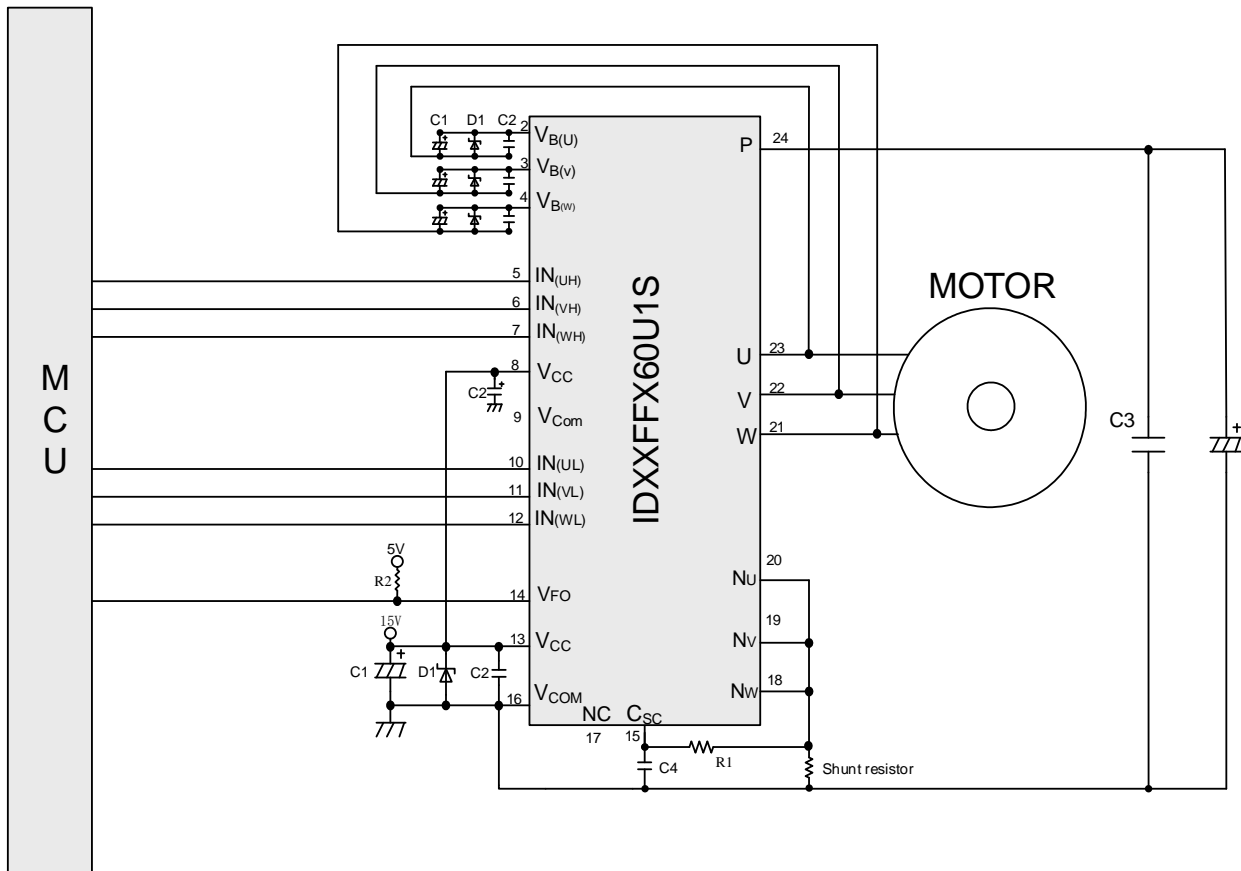 M
C
U
C1 D1 C2
2 VB(U)
3 VB(v)
4 VB(W)
5 IN(UH)
6 IN(VH)
7 IN(WH)
8 VCC
C2 +
9 VCom
10 IN(UL)
11 IN(VL)
12 IN(WL)
5V
R2
14 VFO
15V
13 VCC
C1 + D1 C2
16 VCOM
NC
17
CSC
15
IDXXFFX60U1S
P 24
U 23
V 22
W 21
NU 20
NV 19
NW 18
MOTOR
C3
+
R1
C4
Shunt resistor